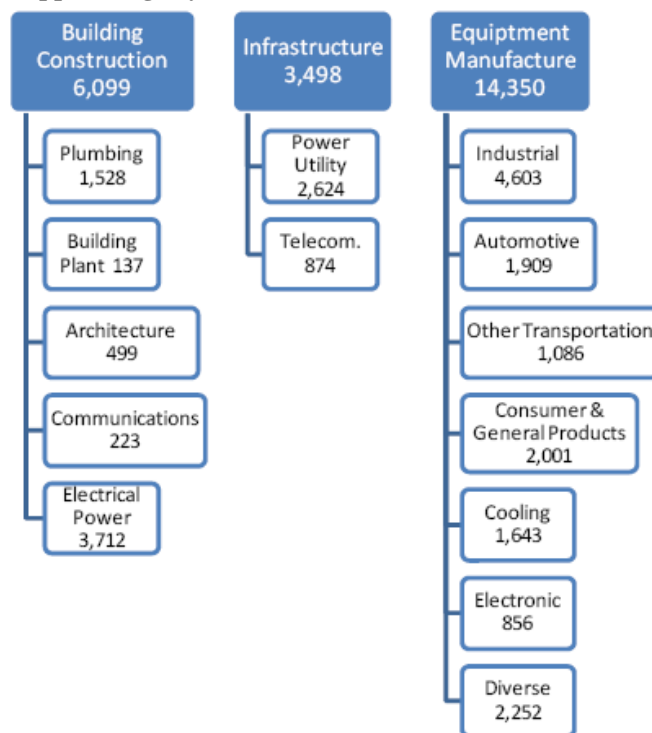 Building
Construction
6,099
Plumbing
1,528
Building
Plant 137
Architecture
499
Communications
223
Electrical
Power
3,712
Infrastructure
3,498
Power
Utility
2,624
Telecom.
874
Equiptment
Manufacture
14,350
Industrial
4,603
Automotive
1,909
Other Transportation
1,086
Consumer &
General Products
2,001
Cooling
1,643
Electronic
856
Diverse
2,252